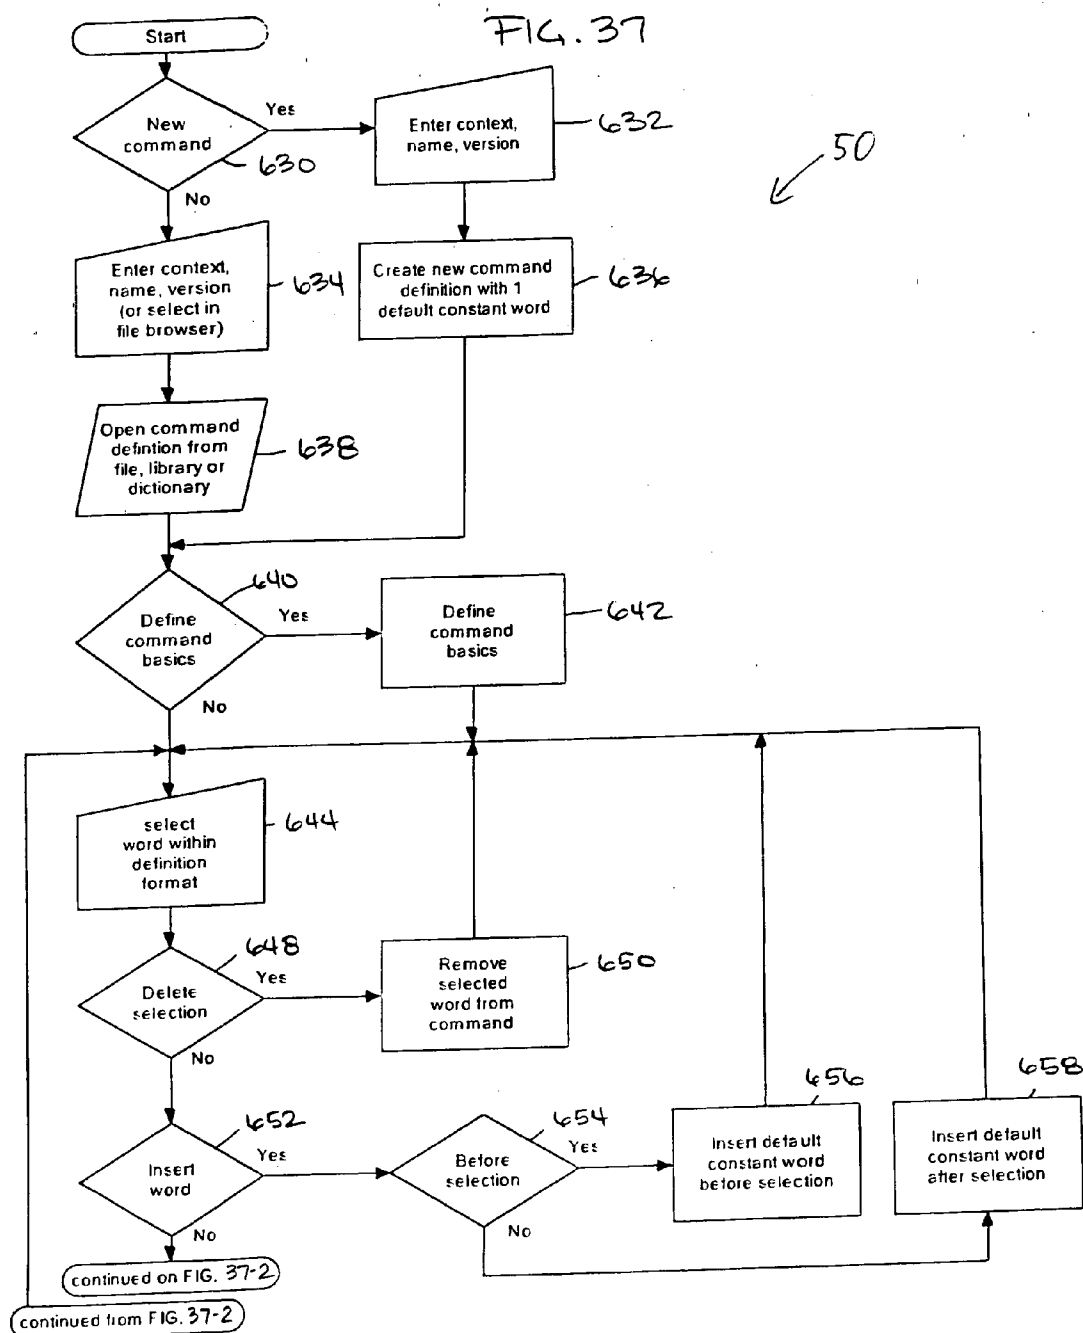 FIG. 37
Start
New
command
Yes
630
No
Enter context,
name, version
632
50
Enter context,
name, version
(or select in
file browser)
634
Create new command
definition with 1
default constant word
636
Open command
defintion from
file, library or
dictionary
638
640
Define
command
basics
Yes
No
Define
command
basics
642
select
word within
definition
format
644
648
Delete
selection
Yes
No
Remove
selected
word from
command
650
652
Insert
word
Yes
No
654
Before
selection
Yes
No
656
Insert default
constant word
before selection
658
Insert default
constant word
after selection
continued on FIG. 37-2
continued from FIG. 37-2